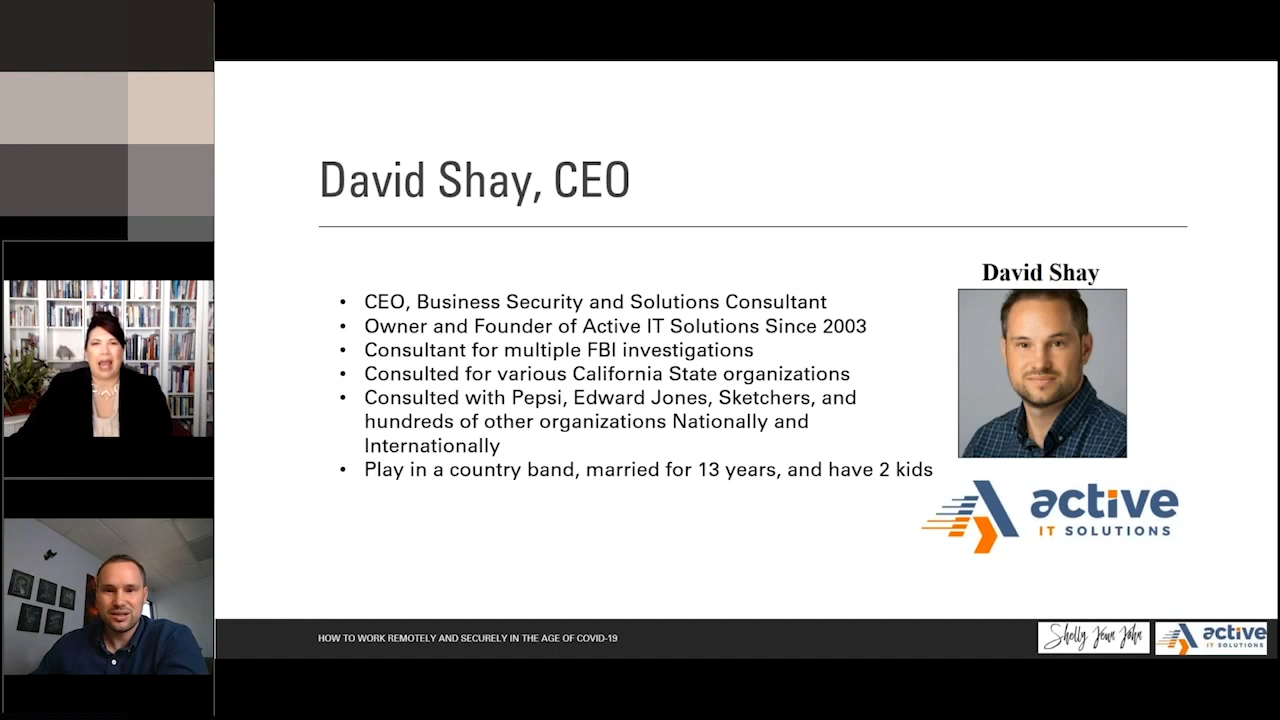 David Shay, CEO
David Shay
• CEO, Business Security and Solutions Consultant
• Owner and Founder of Active IT Solutions Since 2003
• Consultant for multiple FBI investigations
• Consulted for various California State organizations
• Consulted with Pepsi, Edward Jones, Sketchers, and
hundreds of other organizations Nationally and
Internationally
• Play in a country band, married for 13 years, and have 2 kids
active
IT SOLUTIONS
HOW TO WORK REMOTELY AND SECURELY IN THE AGE OF COVID-19
Shelly Jenn John
active
IT SOLUTIONS